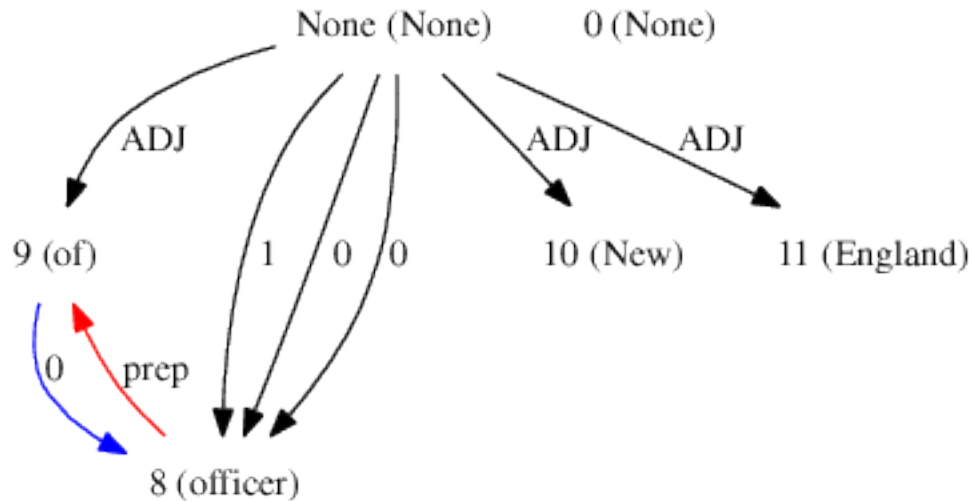 None (None) 0 (None)
ADJ ADJ ADJ
9 (of) 1 0 0 10 (New) 11 (England)
0 prep
8 (officer)